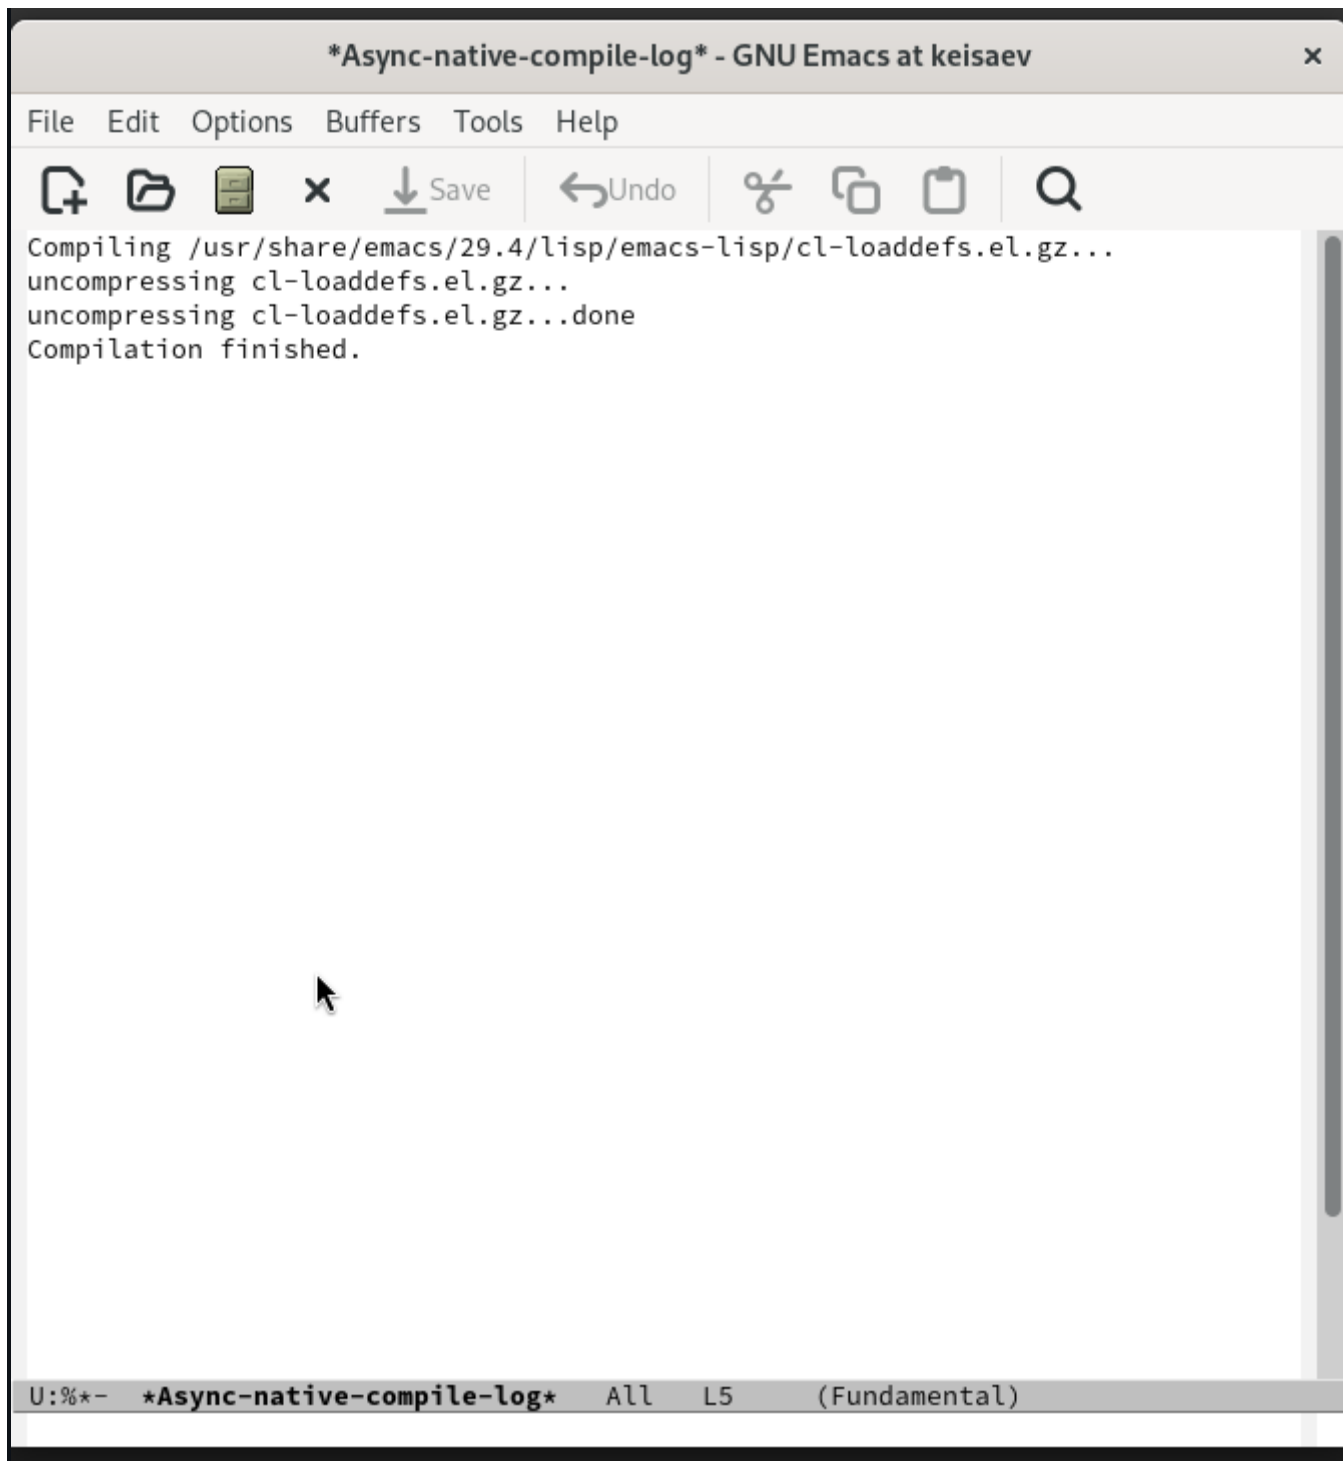 *Async-native-compile-log* - GNU Emacs at keisaev
File Edit Options Buffers Tools Help
Save Undo
Compiling /usr/share/emacs/29.4/lisp/emacs-lisp/cl-loaddefs.el.gz...
uncompressing cl-loaddefs.el.gz...
uncompressing cl-loaddefs.el.gz...done
Compilation finished.
U:%*- *Async-native-compile-log* All L5 (Fundamental)